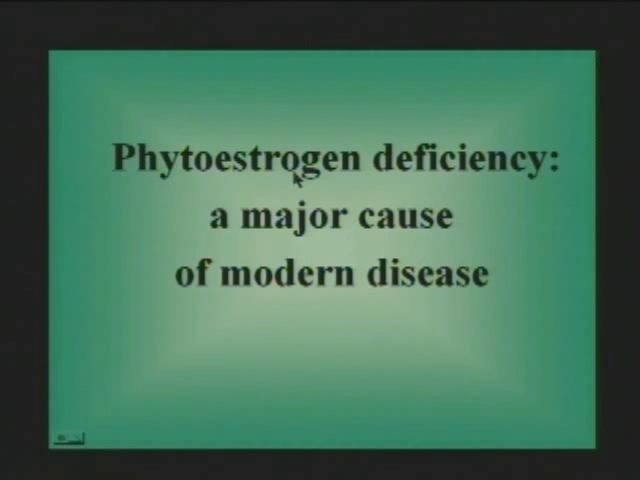 Phytoestrogen deficiency:
a major cause
of modern disease